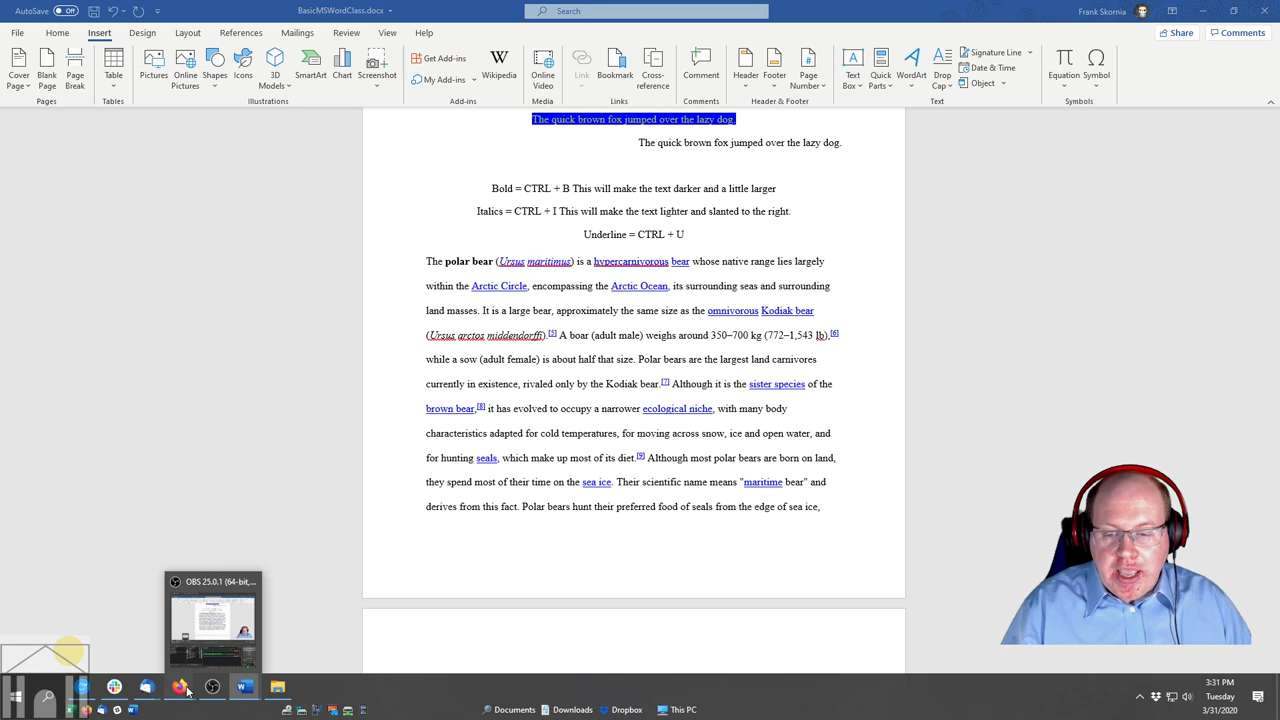 AutoSave Off
BasicMSWordClass.docx
Search
Frank Skornia
File Home Insert Design Layout References Mailings Review View Help
Share Comments
Cover Page
Blank Page
Page Break
Table
Pictures
Online Pictures
Shapes
Icons
3D Models
SmartArt
Chart
Screenshot
Get Add-ins
My Add-ins
Wikipedia
Online Video
Link
Bookmark
Cross-reference
Comment
Header
Footer
Page Number
Text Box
Quick Parts
WordArt
Drop Cap
Signature Line
Date & Time
Object
Equation
Symbol
Pages Tables Illustrations Add-ins Media Links Comments Header & Footer Text Symbols
The quick brown fox jumped over the lazy dog.
The quick brown fox jumped over the lazy dog.
Bold = CTRL + B This will make the text darker and a little larger
Italics = CTRL + I This will make the text lighter and slanted to the right.
Underline = CTRL + U
The polar bear (Ursus maritimus) is a hypercarnivorous bear whose native range lies largely
within the Arctic Circle, encompassing the Arctic Ocean, its surrounding seas and surrounding
land masses. It is a large bear, approximately the same size as the omnivorous Kodiak bear
(Ursus arctos middendorffi).[5] A boar (adult male) weighs around 350–700 kg (772–1,543 lb),[6]
while a sow (adult female) is about half that size. Polar bears are the largest land carnivores
currently in existence, rivaled only by the Kodiak bear.[7] Although it is the sister species of the
brown bear,[8] it has evolved to occupy a narrower ecological niche, with many body
characteristics adapted for cold temperatures, for moving across snow, ice and open water, and
for hunting seals, which make up most of its diet.[9] Although most polar bears are born on land,
they spend most of their time on the sea ice. Their scientific name means "maritime bear" and
derives from this fact. Polar bears hunt their preferred food of seals from the edge of sea ice,
OBS 25.0.1 (64-bit,...
3:31 PM
Tuesday
3/31/2020
Documents Downloads Dropbox This PC